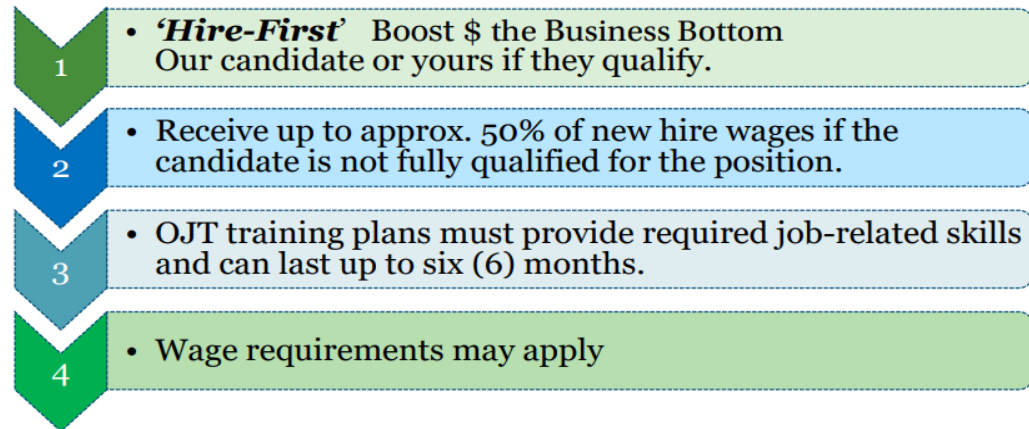 1
• ‘Hire-First’ Boost $ the Business Bottom
Our candidate or yours if they qualify.
2
• Receive up to approx. 50% of new hire wages if the
candidate is not fully qualified for the position.
3
• OJT training plans must provide required job-related skills
and can last up to six (6) months.
4
• Wage requirements may apply